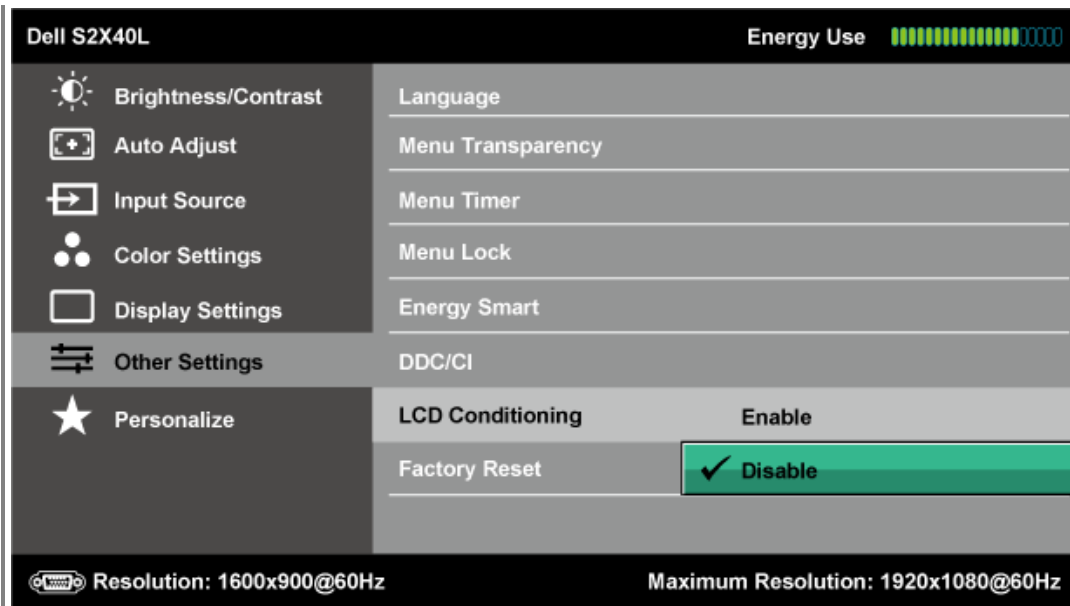 Dell S2X40L Energy Use
Brightness/Contrast
Auto Adjust
Input Source
Color Settings
Display Settings
Other Settings
Personalize
Language
Menu Transparency
Menu Timer
Menu Lock
Energy Smart
DDC/CI
LCD Conditioning Enable
Factory Reset Disable
Resolution: 1600x900@60Hz Maximum Resolution: 1920x1080@60Hz